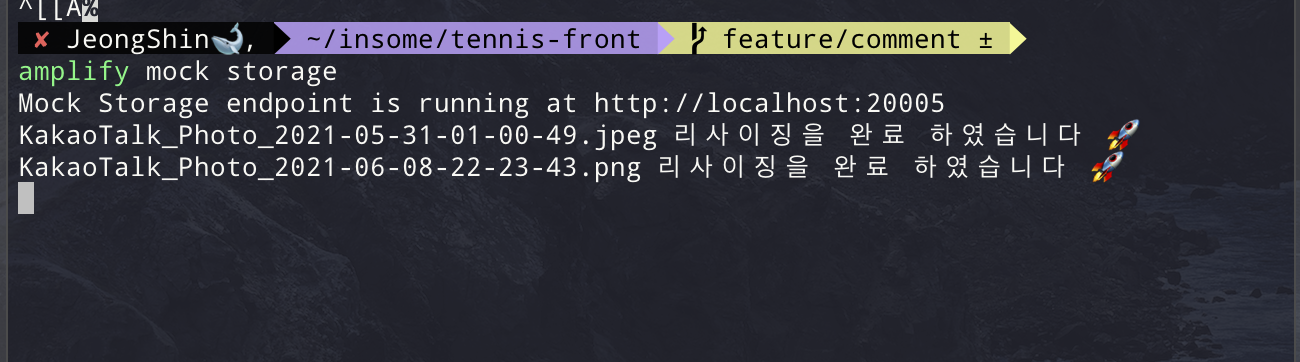 ^[[A%
✘ JeongShin🐳, ~/insome/tennis-front feature/comment ±
amplify mock storage
Mock Storage endpoint is running at http://localhost:20005
KakaoTalk_Photo_2021-05-31-01-00-49.jpeg 리사이징을 완료 하였습니다 🚀
KakaoTalk_Photo_2021-06-08-22-23-43.png 리사이징을 완료 하였습니다 🚀